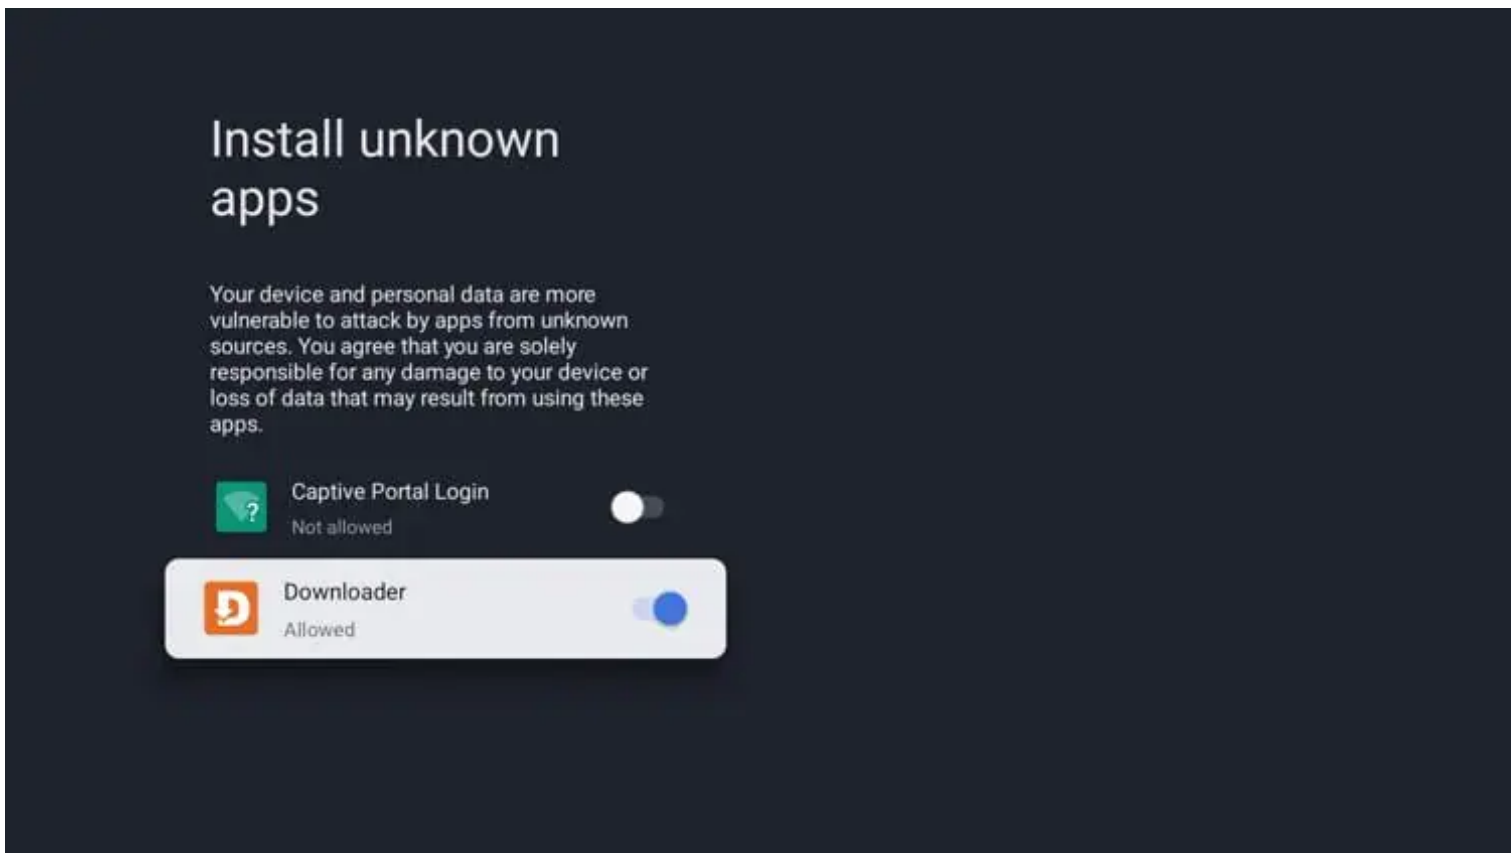 Install unknown
apps
Your device and personal data are more
vulnerable to attack by apps from unknown
sources. You agree that you are solely
responsible for any damage to your device or
loss of data that may result from using these
apps.
?
Captive Portal Login
Not allowed
D
Downloader
Allowed